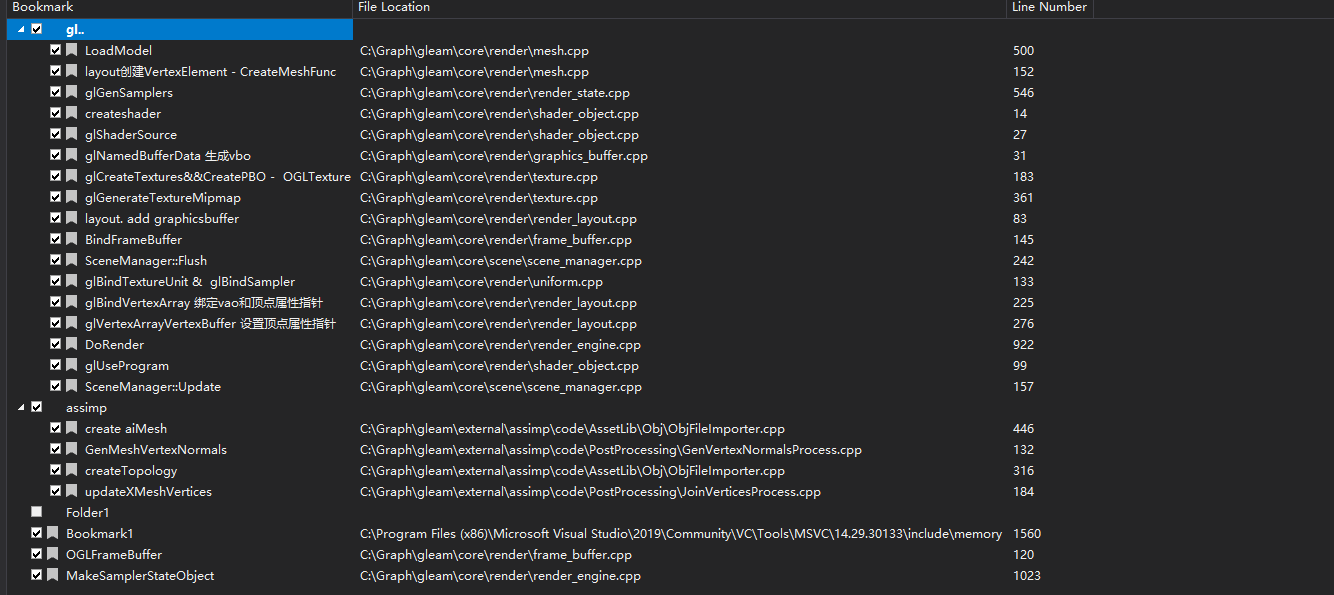 Bookmark File Location Line Number
gl..
LoadModel C:\Graph\gleam\core\render\mesh.cpp 500
layout创建VertexElement - CreateMeshFunc C:\Graph\gleam\core\render\mesh.cpp 152
glGenSamplers C:\Graph\gleam\core\render\render_state.cpp 546
createshader C:\Graph\gleam\core\render\shader_object.cpp 14
glShaderSource C:\Graph\gleam\core\render\shader_object.cpp 27
glNamedBufferData 生成vbo C:\Graph\gleam\core\render\graphics_buffer.cpp 31
glCreateTextures&&CreatePBO - OGLTexture C:\Graph\gleam\core\render\texture.cpp 183
glGenerateTextureMipmap C:\Graph\gleam\core\render\texture.cpp 361
layout. add graphicsbuffer C:\Graph\gleam\core\render\render_layout.cpp 83
BindFrameBuffer C:\Graph\gleam\core\render\frame_buffer.cpp 145
SceneManager::Flush C:\Graph\gleam\core\scene\scene_manager.cpp 242
glBindTextureUnit & glBindSampler C:\Graph\gleam\core\render\uniform.cpp 133
glBindVertexArray 绑定vao和顶点属性指针 C:\Graph\gleam\core\render\render_layout.cpp 225
glVertexArrayVertexBuffer 设置顶点属性指针 C:\Graph\gleam\core\render\render_layout.cpp 276
DoRender C:\Graph\gleam\core\render\render_engine.cpp 922
glUseProgram C:\Graph\gleam\core\render\shader_object.cpp 99
SceneManager::Update C:\Graph\gleam\core\scene\scene_manager.cpp 157
assimp
create aiMesh C:\Graph\gleam\external\assimp\code\AssetLib\Obj\ObjFileImporter.cpp 446
GenMeshVertexNormals C:\Graph\gleam\external\assimp\code\PostProcessing\GenVertexNormalsProcess.cpp 132
createTopology C:\Graph\gleam\external\assimp\code\AssetLib\Obj\ObjFileImporter.cpp 316
updateXMeshVertices C:\Graph\gleam\external\assimp\code\PostProcessing\JoinVerticesProcess.cpp 184
Folder1
Bookmark1 C:\Program Files (x86)\Microsoft Visual Studio\2019\Community\VC\Tools\MSVC\14.29.30133\include\memory 1560
OGLFrameBuffer C:\Graph\gleam\core\render\frame_buffer.cpp 120
MakeSamplerStateObject C:\Graph\gleam\core\render\render_engine.cpp 1023